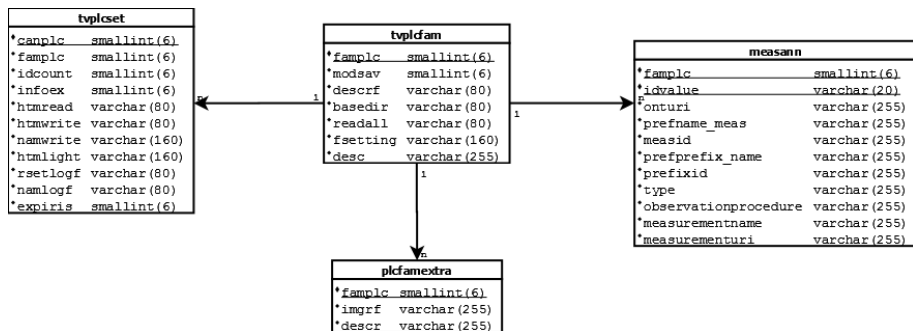 tvplcset
canplc smallint(6)
famplc smallint(6)
idcount smallint(6)
infoex smallint(6)
htmread varchar(80)
htmwrite varchar(80)
namwrite varchar(160)
htmlight varchar(160)
rsetlogf varchar(80)
namlogf varchar(80)
expiris smallint(6)
n
1
tvplcfam
famplc smallint(6)
modsav smallint(6)
descrf varchar(80)
basedir varchar(80)
readall varchar(80)
fsetting varchar(160)
desc varchar(255)
1
n
measann
famplc smallint(6)
idvalue varchar(20)
onturi varchar(255)
prefname_meas varchar(255)
measid varchar(255)
prefprefix_name varchar(255)
prefixid varchar(255)
type varchar(255)
observationprocedure varchar(255)
measurementname varchar(255)
measurementuri varchar(255)
1
n
plcfamextra
famplc smallint(6)
imgrf varchar(255)
descr varchar(255)